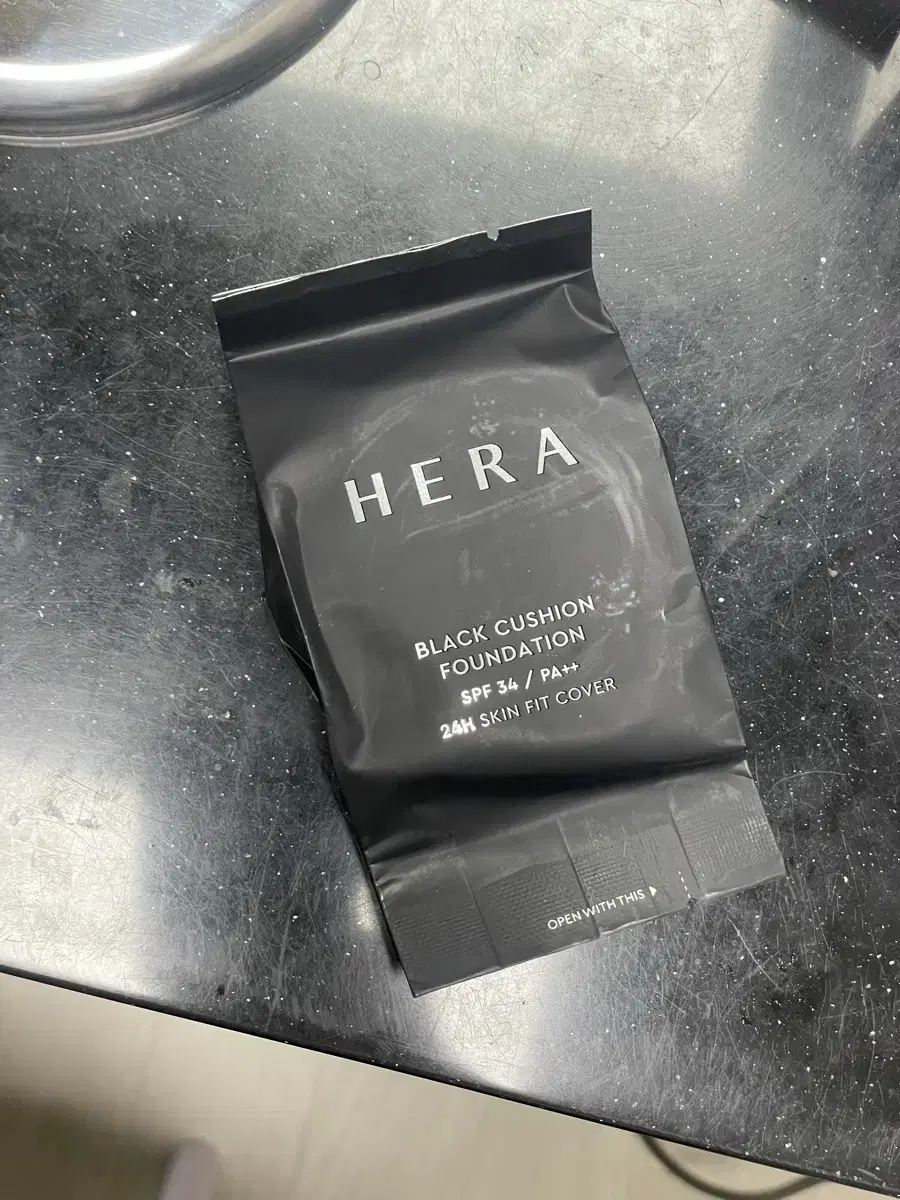 HERA
BLACK CUSHION
FOUNDATION
SPF 34 / PA++
24H SKIN FIT COVER
OPEN WITH THIS